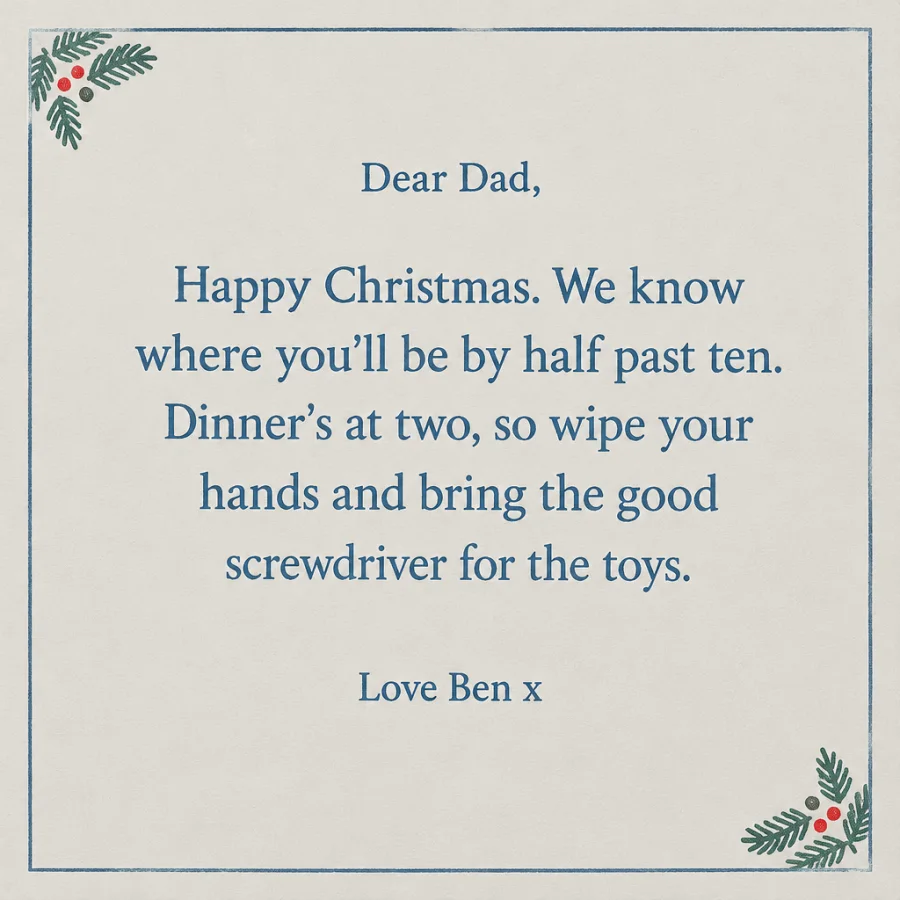 Dear Dad,
Happy Christmas. We know
where you’ll be by half past ten.
Dinner’s at two, so wipe your
hands and bring the good
screwdriver for the toys.
Love Ben x